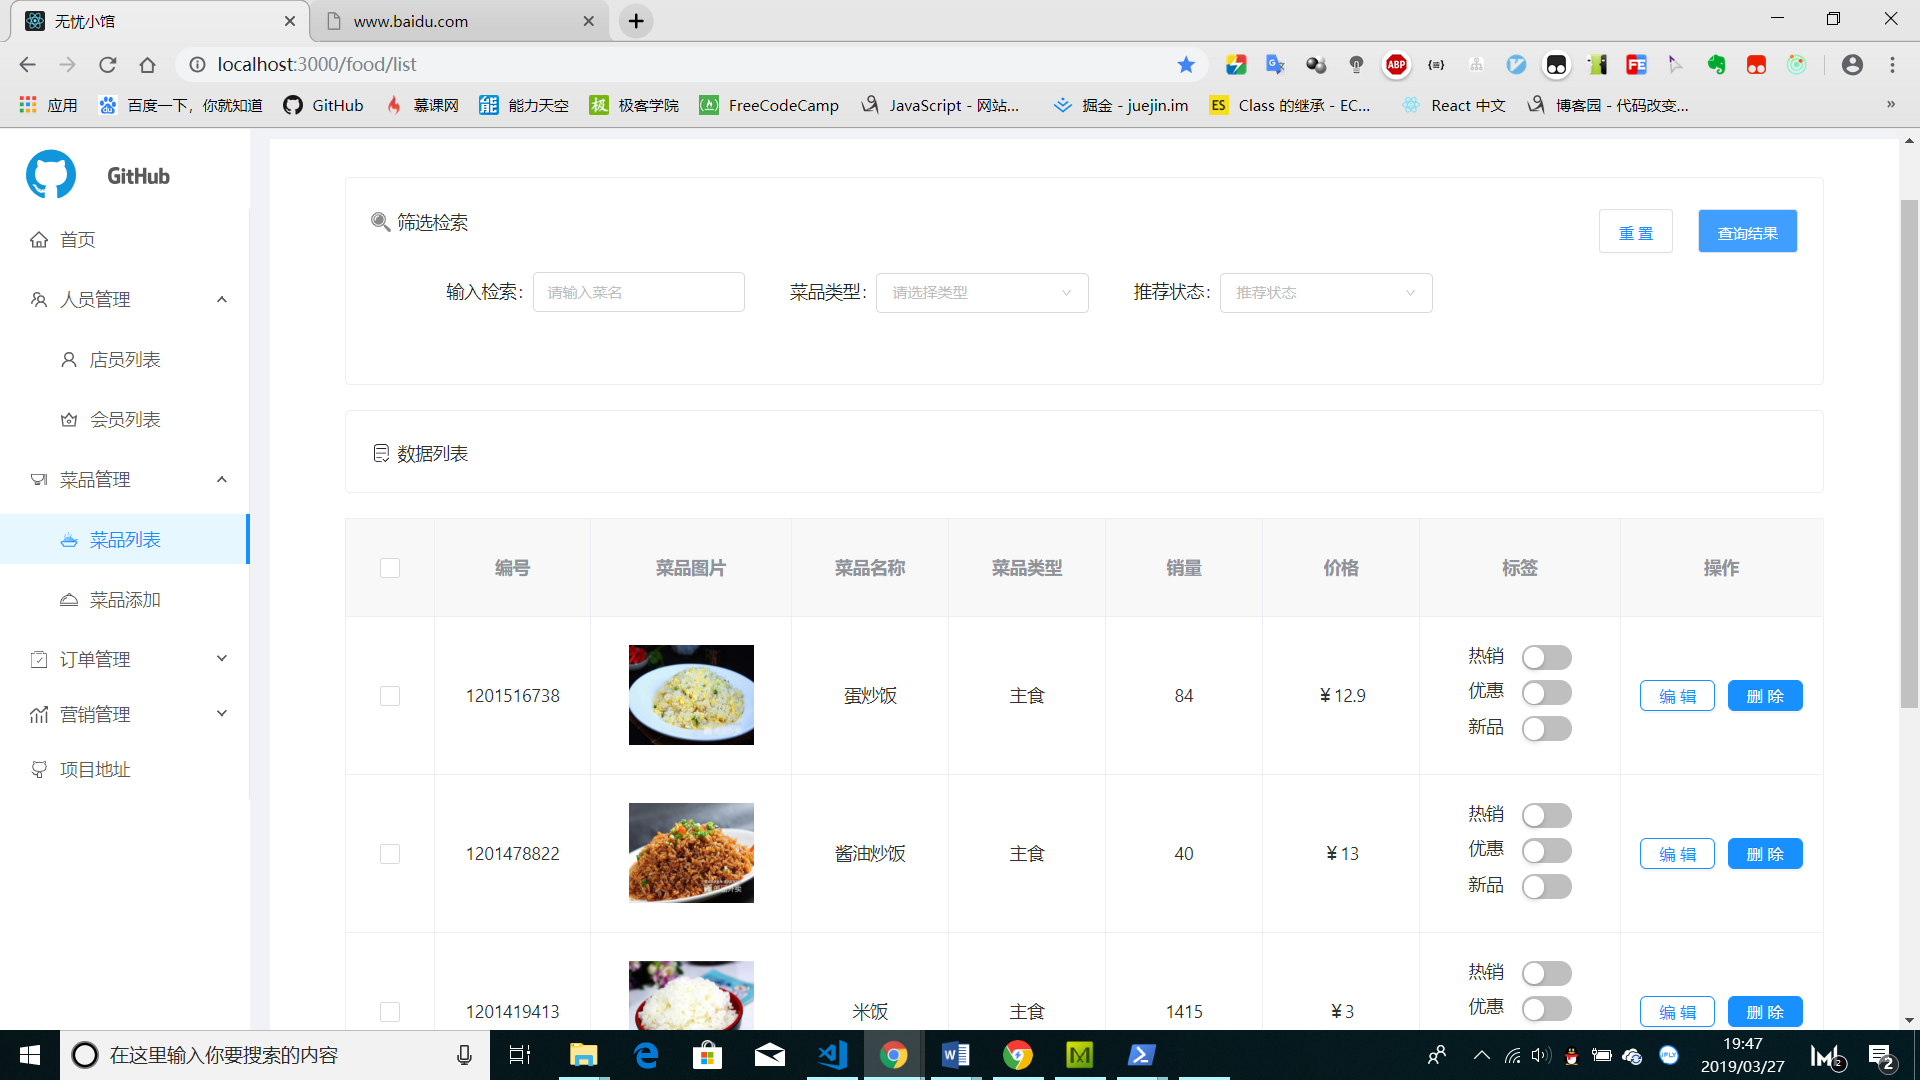 无忧小馆
www.baidu.com
localhost:3000/food/list
应用
百度一下，你就知道
GitHub
慕课网
能力天空
极客学院
FreeCodeCamp
JavaScript - 网站...
掘金 - juejin.im
Class 的继承 - EC...
React 中文
博客园 - 代码改变...
GitHub
首页
人员管理
店员列表
会员列表
菜品管理
菜品列表
菜品添加
订单管理
营销管理
项目地址
筛选检索
重 置
查询结果
输入检索: 请输入菜名
菜品类型: 请选择类型
推荐状态: 推荐状态
数据列表
编号 菜品图片 菜品名称 菜品类型 销量 价格 标签 操作
1201516738 蛋炒饭 主食 84 ¥12.9 热销 优惠 新品 编 辑 删 除
1201478822 酱油炒饭 主食 40 ¥13 热销 优惠 新品 编 辑 删 除
1201419413 米饭 主食 1415 ¥3 热销 优惠 编 辑 删 除
在这里输入你要搜索的内容
19:47
2019/03/27
2
2